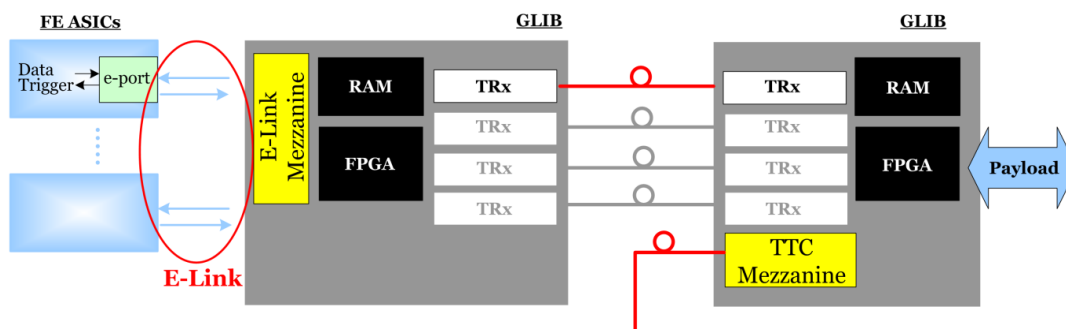 FE ASICs
Data
Trigger
e-port
E-Link
GLIB
E-Link
Mezzanine
RAM
FPGA
TRx
TRx
TRx
TRx
GLIB
TRx
TRx
TRx
TRx
RAM
FPGA
TTC
Mezzanine
Payload